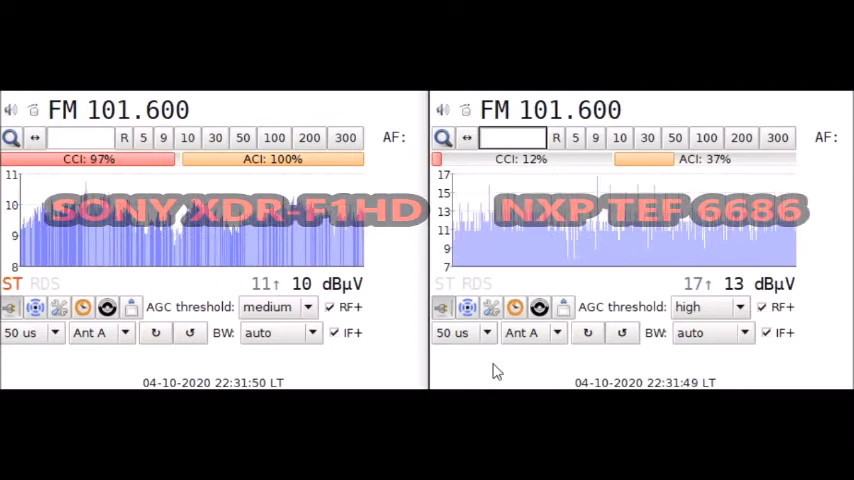 FM 101.600
R 5 9 10 30 50 100 200 300 AF:
CCI: 97% ACI: 100%
11
10
9
8
SONY XDR-F1HD
ST RDS 11↑ 10 dBµV
AGC threshold: medium RF+
50 us Ant A ↻ ↺ BW: auto IF+
04-10-2020 22:31:50 LT
FM 101.600
R 5 9 10 30 50 100 200 300 AF:
CCI: 12% ACI: 37%
17
15
13
11
9
7
NXP TEF 6686
ST RDS 17↑ 13 dBµV
AGC threshold: high RF+
50 us Ant A ↻ ↺ BW: auto IF+
04-10-2020 22:31:49 LT